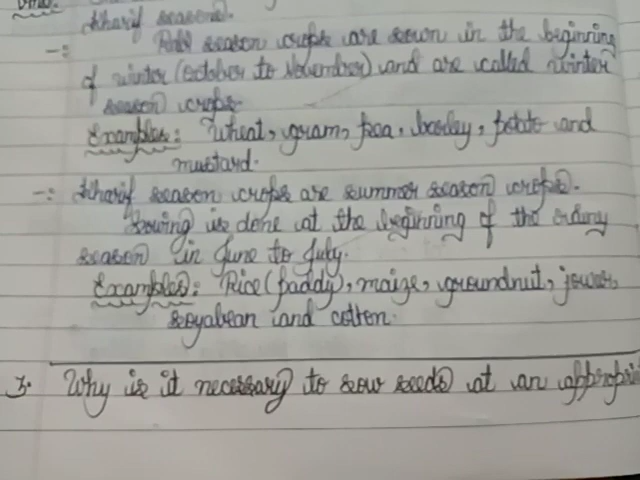 Kharif seasons.
-: Rabi season crops are sown in the beginning
of winter (October to November) and are called winter
season crops.
Examples: Wheat, gram, pea, barley, potato and
mustard.
-: Kharif season crops are summer season crops.
Sowing is done at the beginning of the rainy
season in June to July.
Examples: Rice (paddy), maize, groundnut, jowar,
soyabean and cotton.
3. Why is it necessary to sow seeds at an appropri